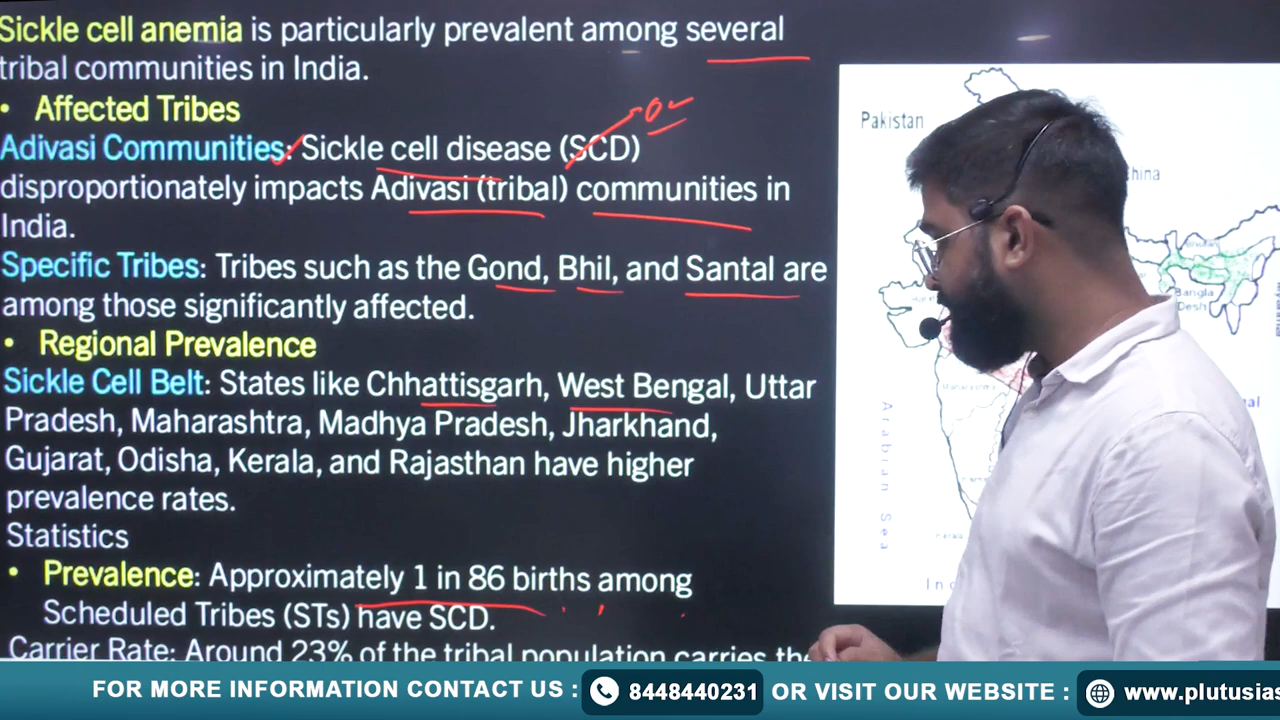 Sickle cell anemia is particularly prevalent among several
tribal communities in India.
• Affected Tribes
Adivasi Communities: Sickle cell disease (SCD)
disproportionately impacts Adivasi (tribal) communities in
India.
Specific Tribes: Tribes such as the Gond, Bhil, and Santal are
among those significantly affected.
• Regional Prevalence
Sickle Cell Belt: States like Chhattisgarh, West Bengal, Uttar
Pradesh, Maharashtra, Madhya Pradesh, Jharkhand,
Gujarat, Odisha, Kerala, and Rajasthan have higher
prevalence rates.
Statistics
• Prevalence: Approximately 1 in 86 births among
Scheduled Tribes (STs) have SCD.
Carrier Rate: Around 23% of the tribal population carries the
Pakistan
Bhutan
Bangla
Desh
Maharashtra
Arabian Sea
Kerala
FOR MORE INFORMATION CONTACT US : 8448440231 OR VISIT OUR WEBSITE : www.plutusias